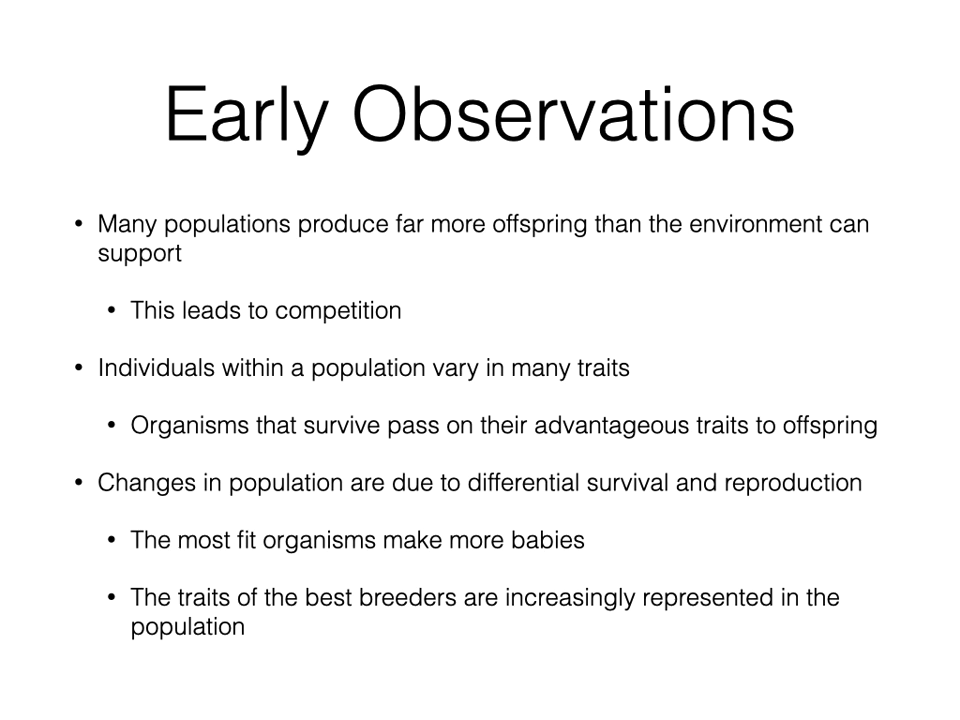 Early Observations
• Many populations produce far more offspring than the environment can
support
• This leads to competition
• Individuals within a population vary in many traits
• Organisms that survive pass on their advantageous traits to offspring
• Changes in population are due to differential survival and reproduction
• The most fit organisms make more babies
• The traits of the best breeders are increasingly represented in the
population